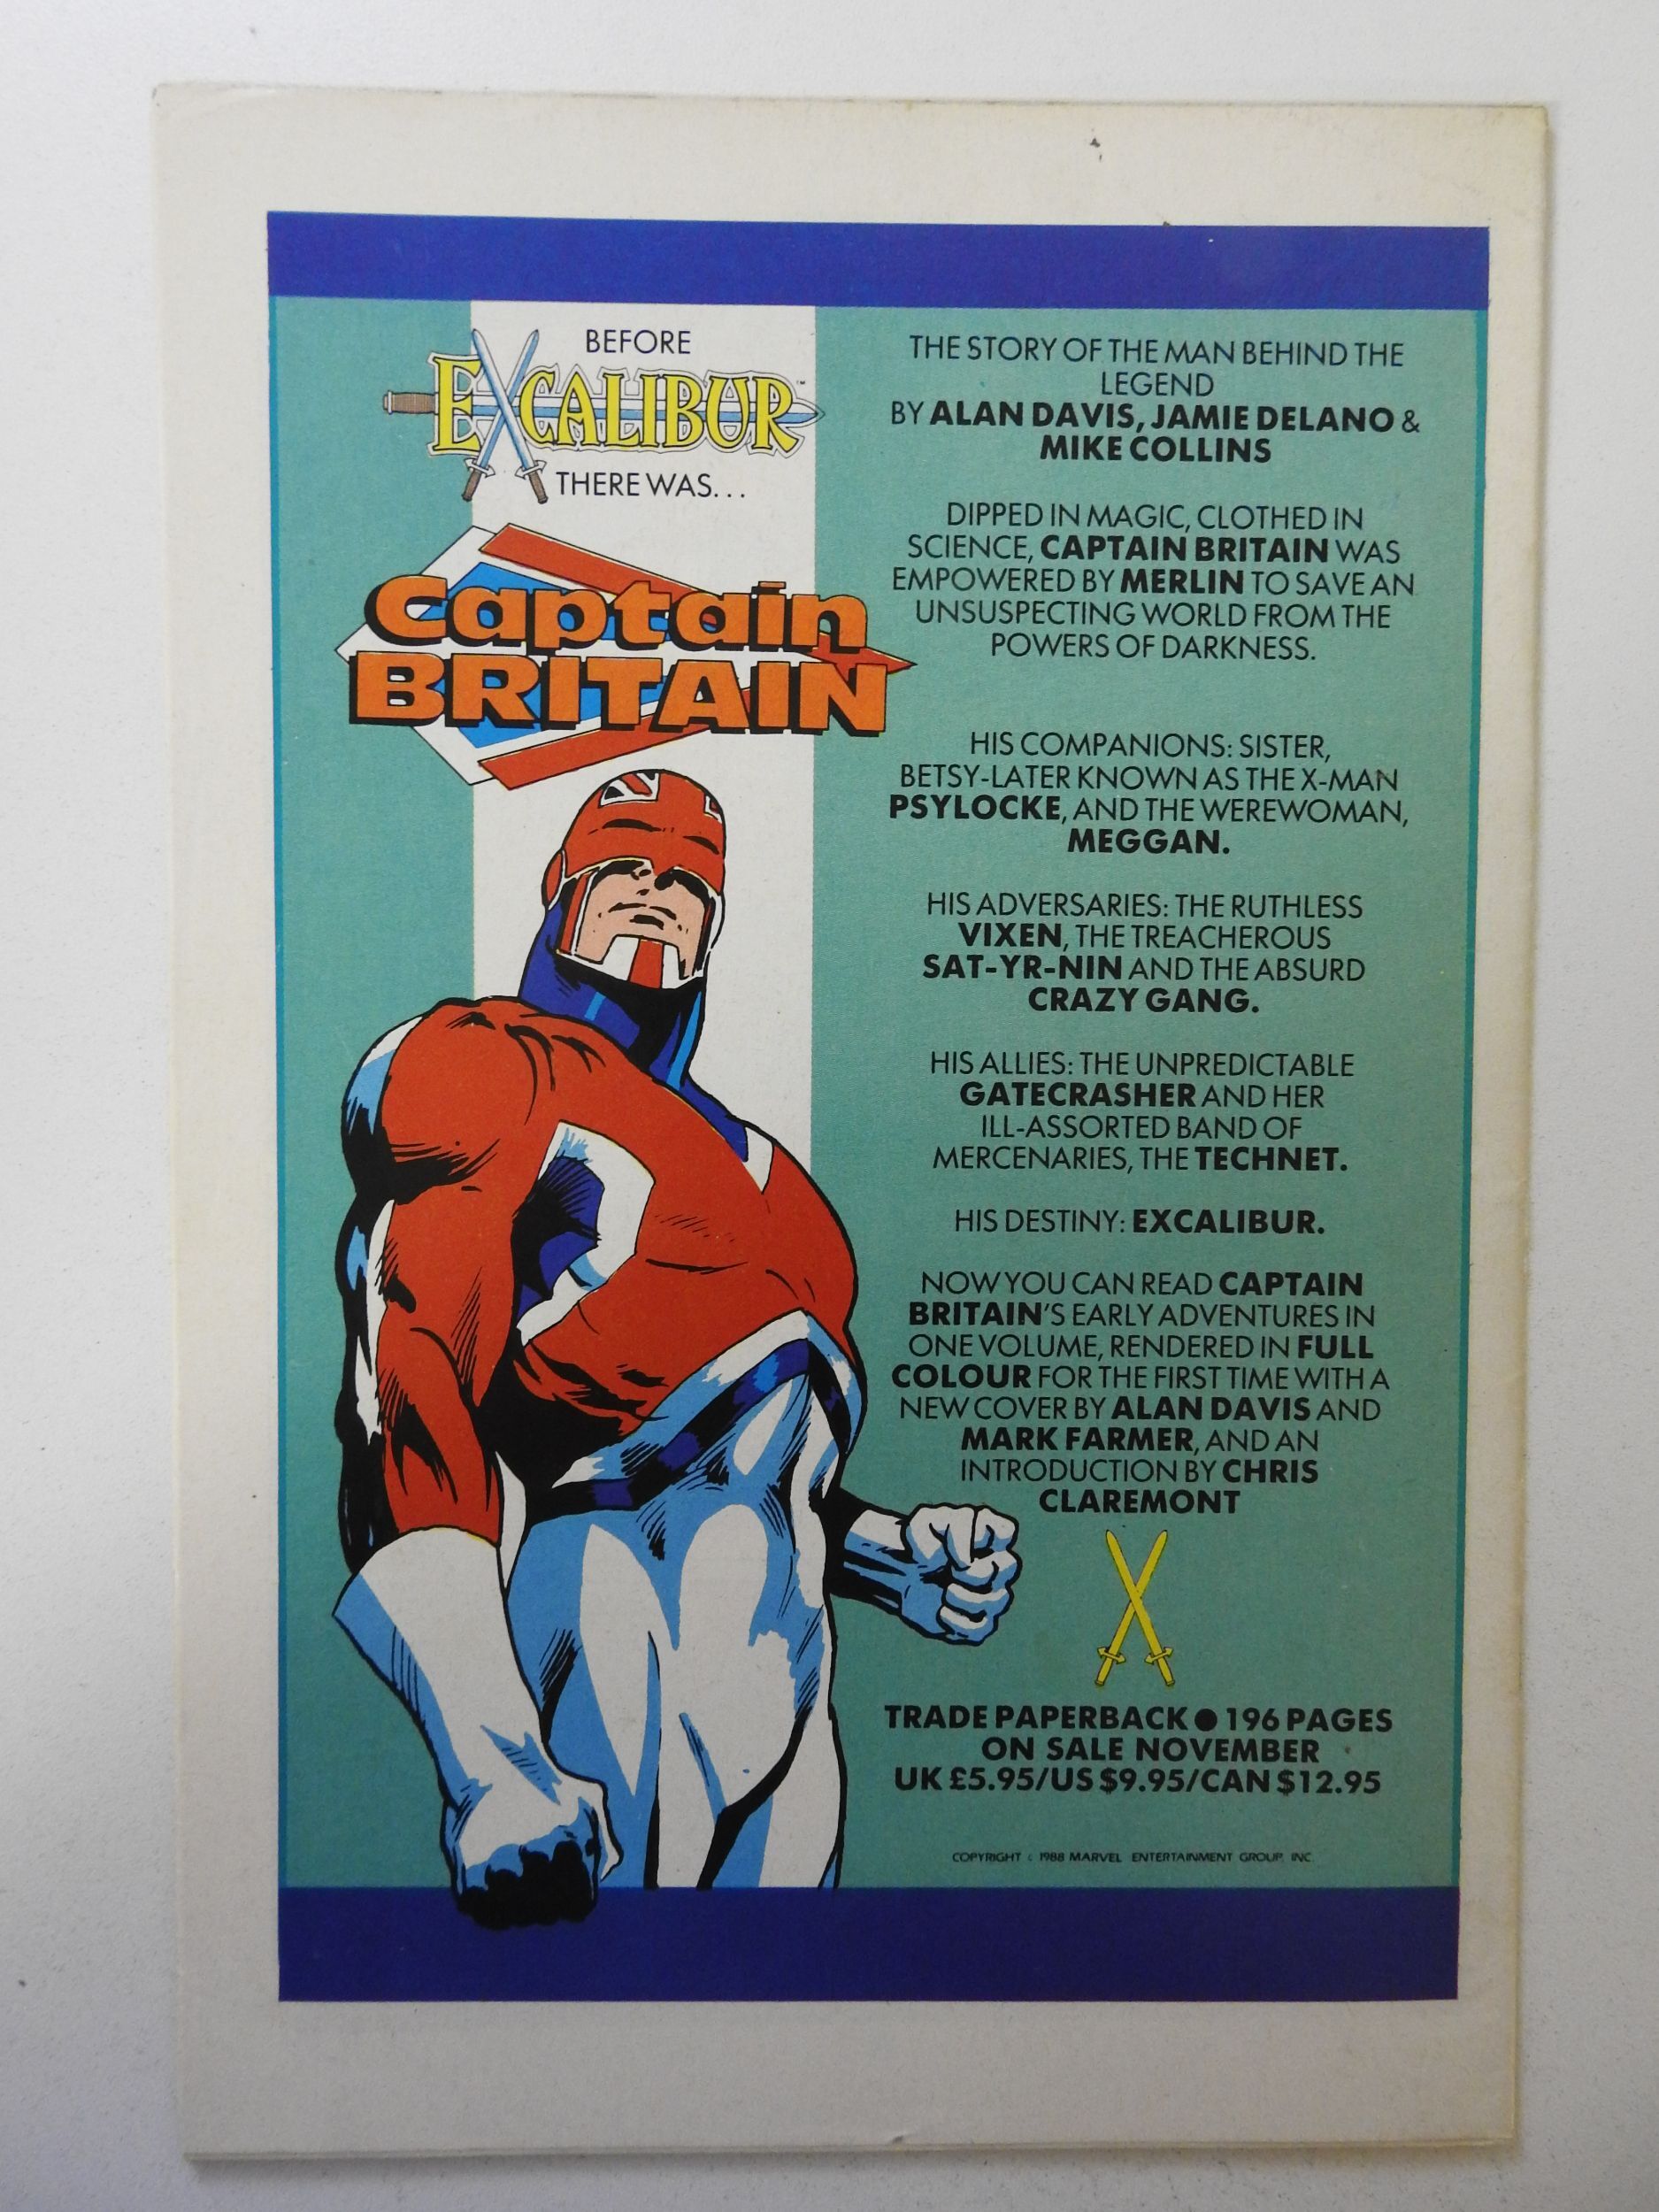 BEFORE
EXCALIBUR™
THERE WAS...
Captain
BRITAIN
THE STORY OF THE MAN BEHIND THE
LEGEND
BY ALAN DAVIS, JAMIE DELANO &
MIKE COLLINS
DIPPED IN MAGIC, CLOTHED IN
SCIENCE, CAPTAIN BRITAIN WAS
EMPOWERED BY MERLIN TO SAVE AN
UNSUSPECTING WORLD FROM THE
POWERS OF DARKNESS.
HIS COMPANIONS: SISTER,
BETSY-LATER KNOWN AS THE X-MAN
PSYLOCKE, AND THE WEREWOMAN,
MEGGAN.
HIS ADVERSARIES: THE RUTHLESS
VIXEN, THE TREACHEROUS
SAT-YR-NIN AND THE ABSURD
CRAZY GANG.
HIS ALLIES: THE UNPREDICTABLE
GATECRASHER AND HER
ILL-ASSORTED BAND OF
MERCENARIES, THE TECHNET.
HIS DESTINY: EXCALIBUR.
NOW YOU CAN READ CAPTAIN
BRITAIN'S EARLY ADVENTURES IN
ONE VOLUME, RENDERED IN FULL
COLOUR FOR THE FIRST TIME WITH A
NEW COVER BY ALAN DAVIS AND
MARK FARMER, AND AN
INTRODUCTION BY CHRIS
CLAREMONT
TRADE PAPERBACK ● 196 PAGES
ON SALE NOVEMBER
UK £5.95/US $9.95/CAN $12.95
COPYRIGHT © 1988 MARVEL ENTERTAINMENT GROUP, INC.